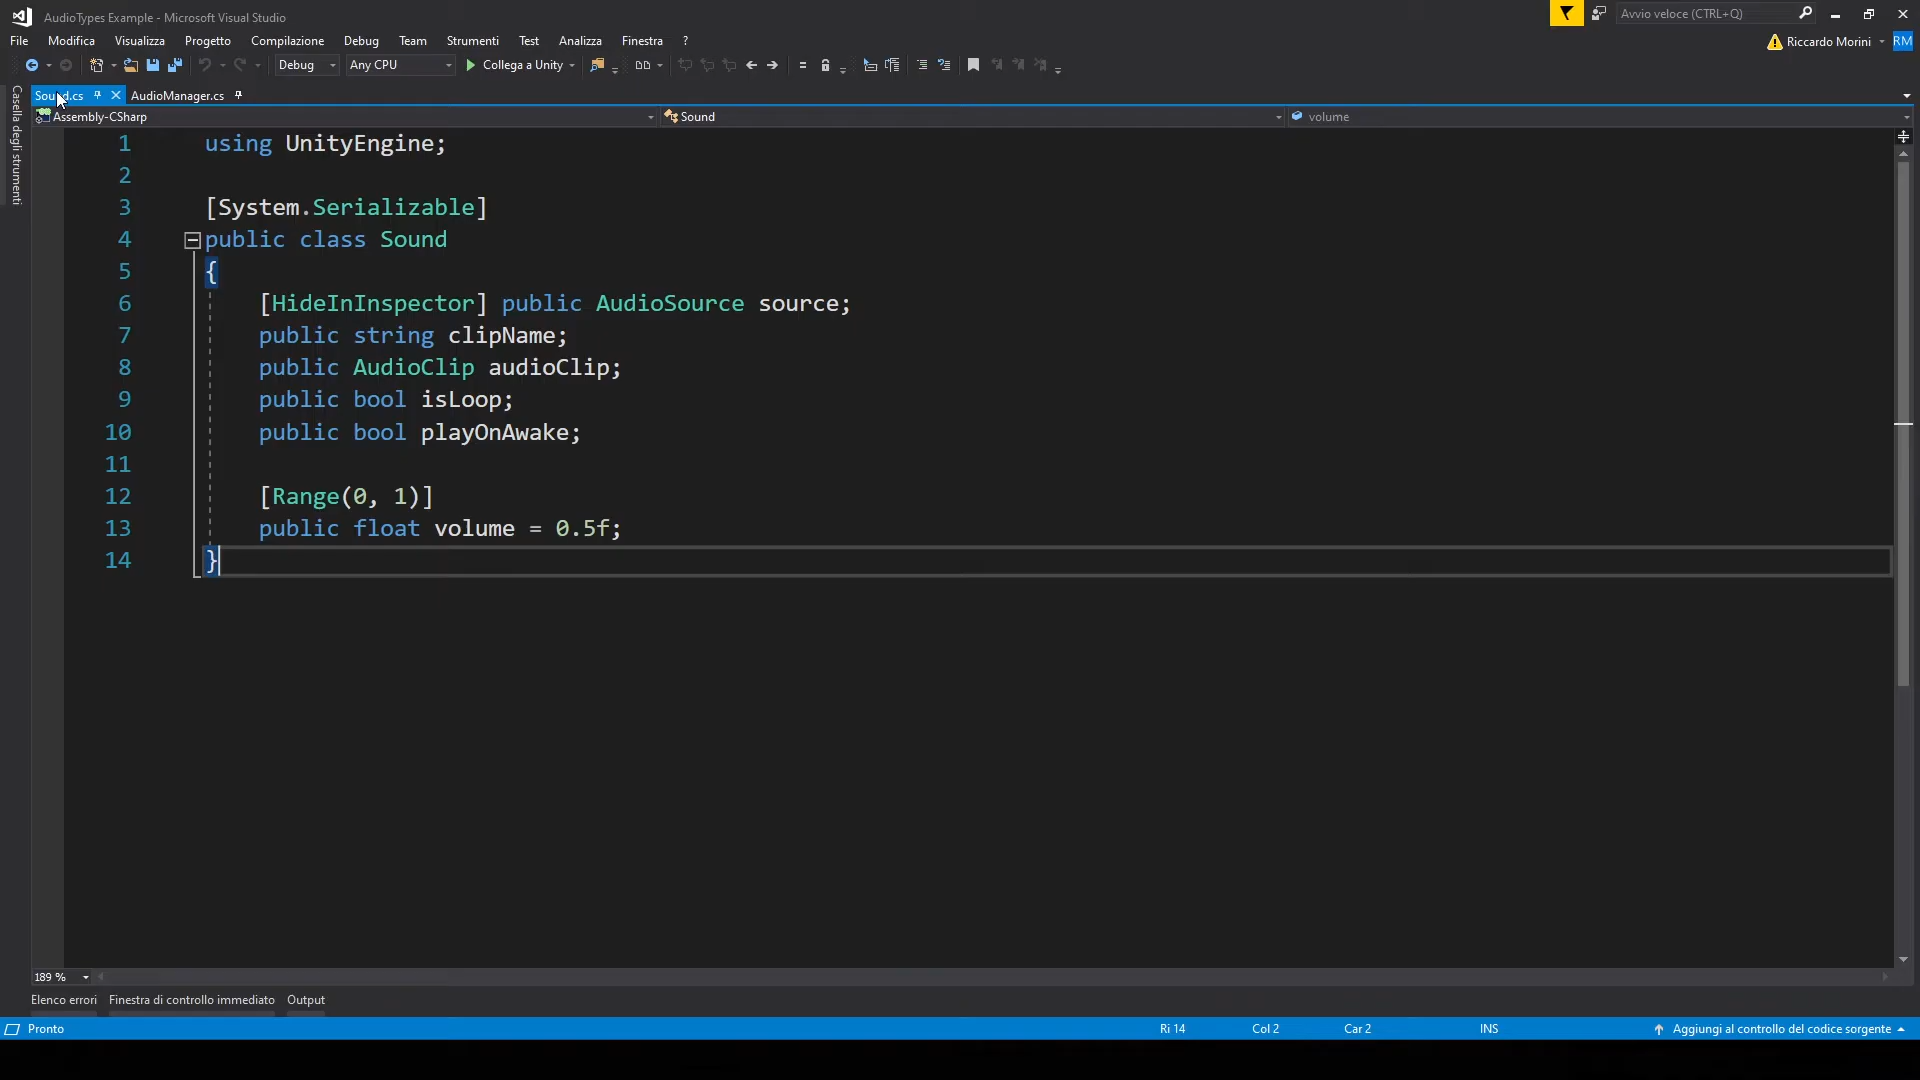 AudioTypes Example - Microsoft Visual Studio
Avvio veloce (CTRL+Q)
File Modifica Visualizza Progetto Compilazione Debug Team Strumenti Test Analizza Finestra ?
Riccardo Morini RM
Debug Any CPU Collega a Unity
Sound.cs AudioManager.cs
Casella degli strumenti
Assembly-CSharp Sound volume
1 using UnityEngine;
2
3 [System.Serializable]
4 public class Sound
5 {
6 [HideInInspector] public AudioSource source;
7 public string clipName;
8 public AudioClip audioClip;
9 public bool isLoop;
10 public bool playOnAwake;
11
12 [Range(0, 1)]
13 public float volume = 0.5f;
14 }
189 %
Elenco errori Finestra di controllo immediato Output
Pronto Ri 14 Col 2 Car 2 INS Aggiungi al controllo del codice sorgente